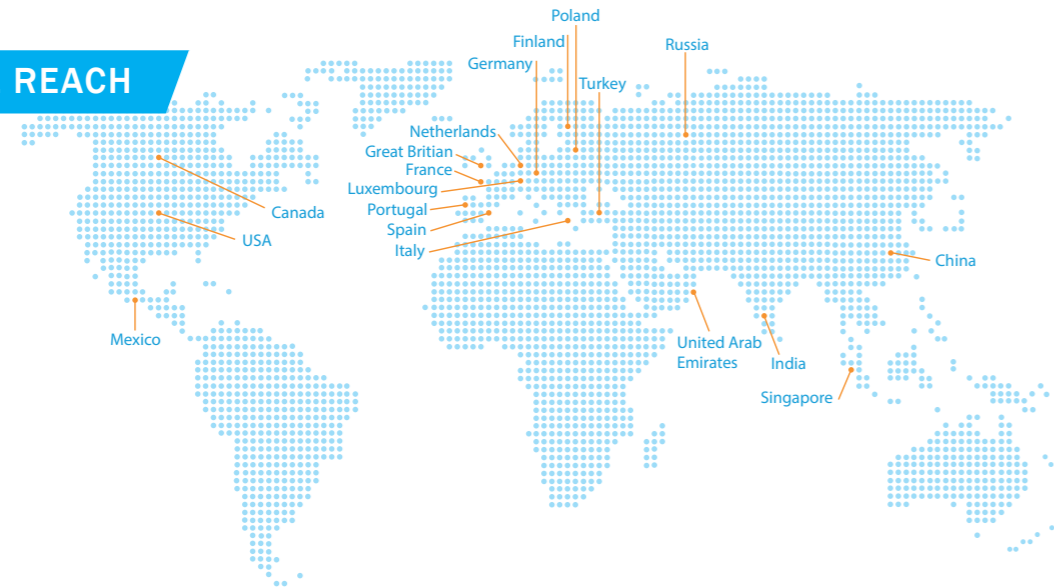 REACH
Poland
Finland
Russia
Germany
Turkey
Netherlands
Great Britian
France
Luxembourg
Canada
Portugal
Spain
USA
Italy
China
Mexico
United Arab
Emirates
India
Singapore